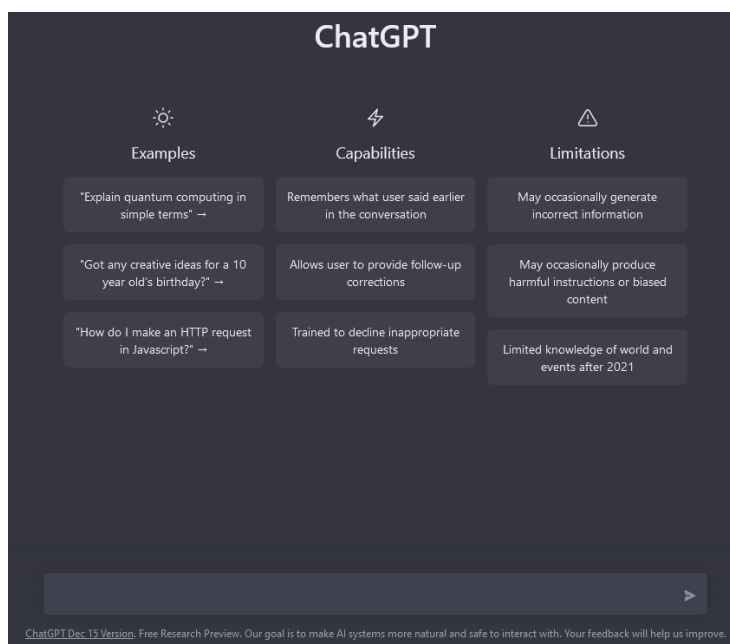 ChatGPT
Examples
"Explain quantum computing in
simple terms" →
"Got any creative ideas for a 10
year old's birthday?" →
"How do I make an HTTP request
in Javascript?" →
Capabilities
Remembers what user said earlier
in the conversation
Allows user to provide follow-up
corrections
Trained to decline inappropriate
requests
Limitations
May occasionally generate
incorrect information
May occasionally produce
harmful instructions or biased
content
Limited knowledge of world and
events after 2021
ChatGPT Dec 15 Version. Free Research Preview. Our goal is to make AI systems more natural and safe to interact with. Your feedback will help us improve.